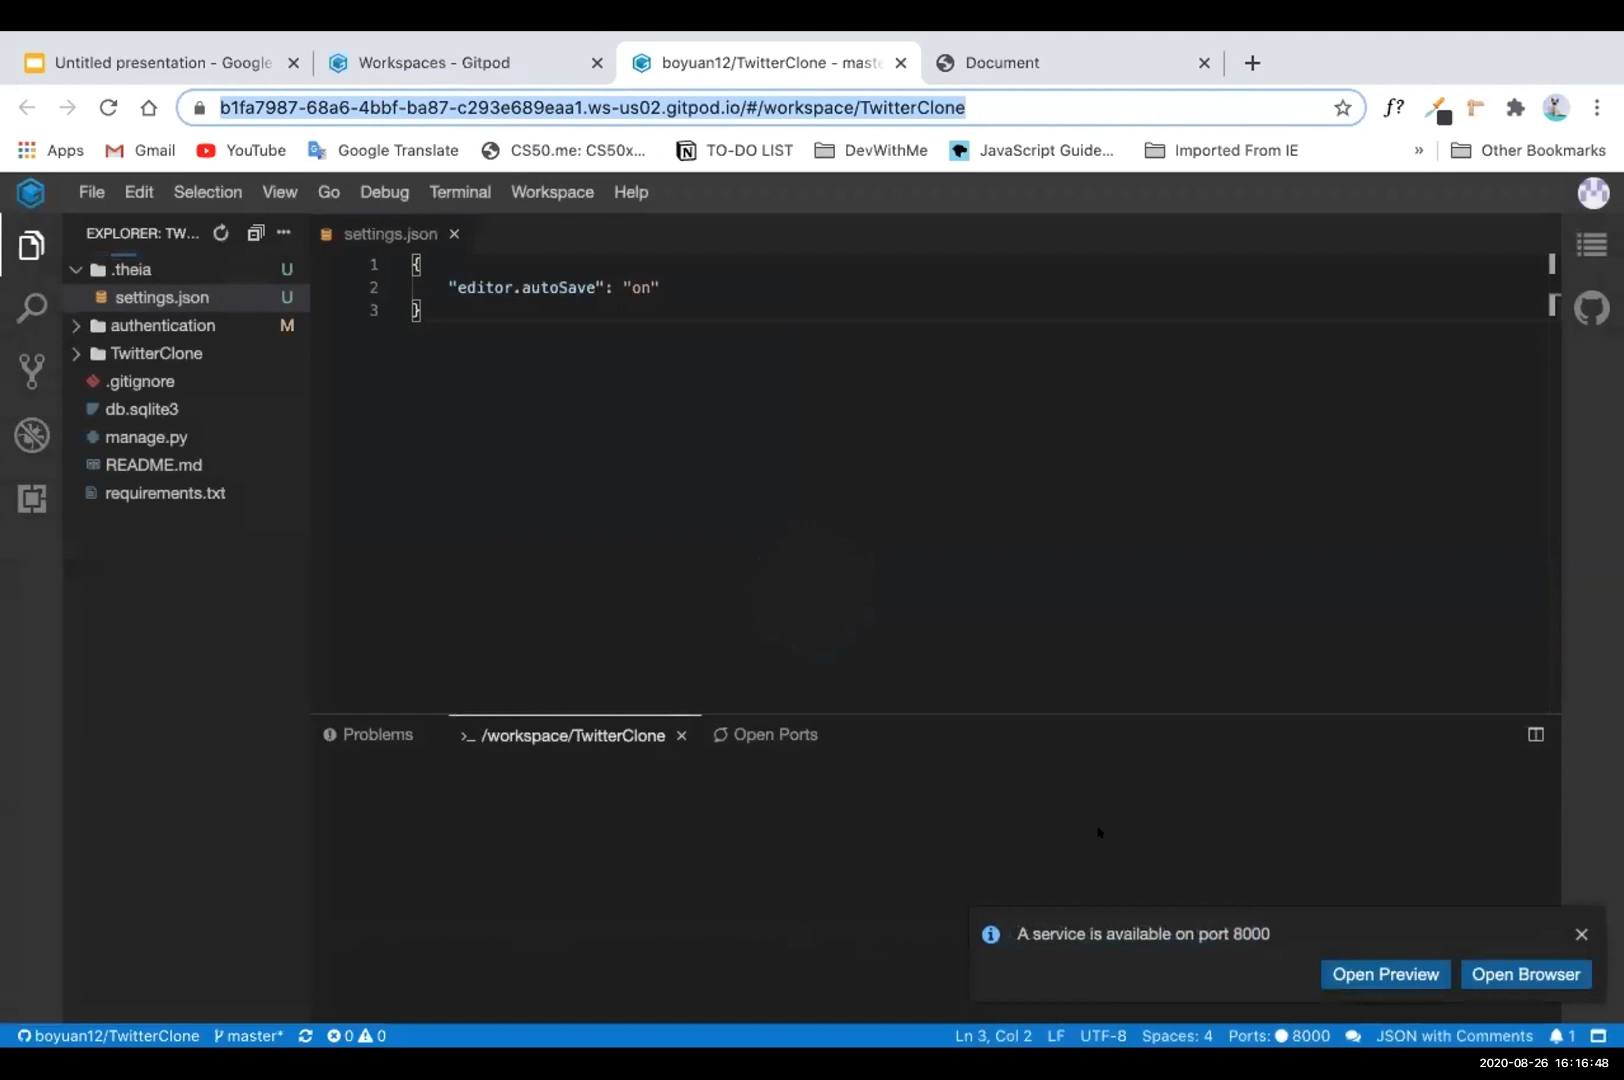 Untitled presentation - Google
Workspaces - Gitpod
boyuan12/TwitterClone - mast
Document
b1fa7987-68a6-4bbf-ba87-c293e689eaa1.ws-us02.gitpod.io/#/workspace/TwitterClone
f?
Apps
Gmail
YouTube
Google Translate
CS50.me: CS50x...
TO-DO LIST
DevWithMe
JavaScript Guide...
Imported From IE
»
Other Bookmarks
File Edit Selection View Go Debug Terminal Workspace Help
EXPLORER: TW...
settings.json
.theia U
settings.json U
authentication M
TwitterClone
.gitignore
db.sqlite3
manage.py
README.md
requirements.txt
1 {
2 "editor.autoSave": "on"
3 }
Problems
>_ /workspace/TwitterClone
Open Ports
A service is available on port 8000
Open Preview
Open Browser
boyuan12/TwitterClone master* 0 0
Ln 3, Col 2 LF UTF-8 Spaces: 4 Ports: 8000 JSON with Comments 1
2020-08-26 16:16:48